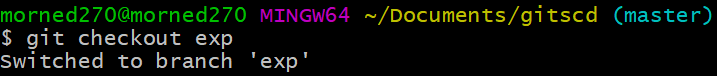 morned270@morned270 MINGW64 ~/Documents/gitscd (master)
$ git checkout exp
Switched to branch 'exp'